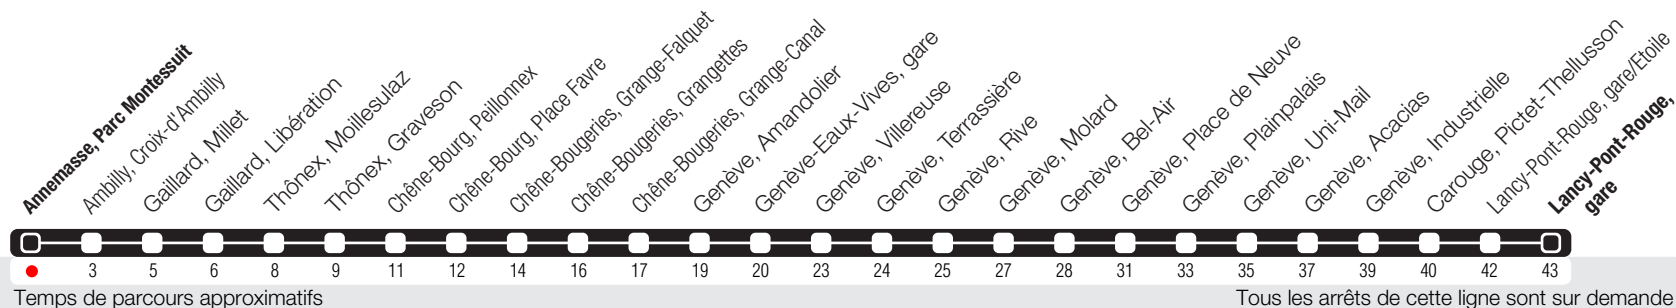 Annemasse, Parc Montessuit
Ambilly, Croix-d'Ambilly
Gaillard, Millet
Gaillard, Libération
Thônex, Moillesulaz
Thônex, Graveson
Chêne-Bourg, Peillonnex
Chêne-Bourg, Place Favre
Chêne-Bougeries, Grange-Falquet
Chêne-Bougeries, Grangettes
Chêne-Bougeries, Grange-Canal
Genève, Amandolier
Genève-Eaux-Vives, gare
Genève, Villereuse
Genève, Terrassière
Genève, Rive
Genève, Molard
Genève, Bel-Air
Genève, Place de Neuve
Genève, Plainpalais
Genève, Uni-Mail
Genève, Acacias
Genève, Industrielle
Carouge, Pictet-Thellusson
Lancy-Pont-Rouge, gare/Etoile
Lancy-Pont-Rouge,
gare
3 5 6 8 9 11 12 14 16 17 19 20 23 24 25 27 28 31 33 35 37 39 40 42 43
Temps de parcours approximatifs
Tous les arrêts de cette ligne sont sur demande